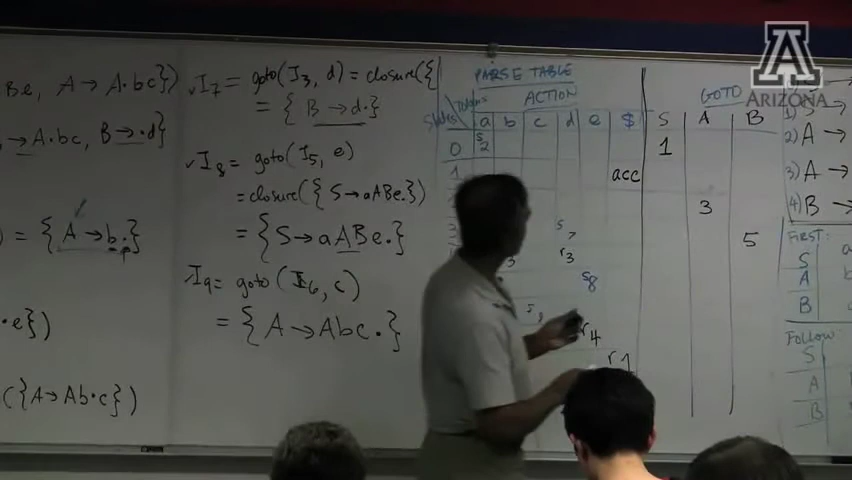 Be, A → A·bc})
→ A·bc, B → ·d}
= {A → b·}
·e})
({A → Ab·c})
I7 = goto(I3, d) = closure({
= {B → d·}
I8 = goto(I5, e)
= closure({S → aABe·})
= {S → aABe·}
I9 = goto(I6, c)
= {A → Abc·}
PARSE TABLE
ACTION
GOTO
a b c d e $ S A B
0 s2 1
1 acc
3
3 s7 5
r3
s8
r4
r1
1) S →
2) A →
3) A →
4) B →
FIRST:
S a
A b
B
Follow:
S
A
B
A
ARIZONA